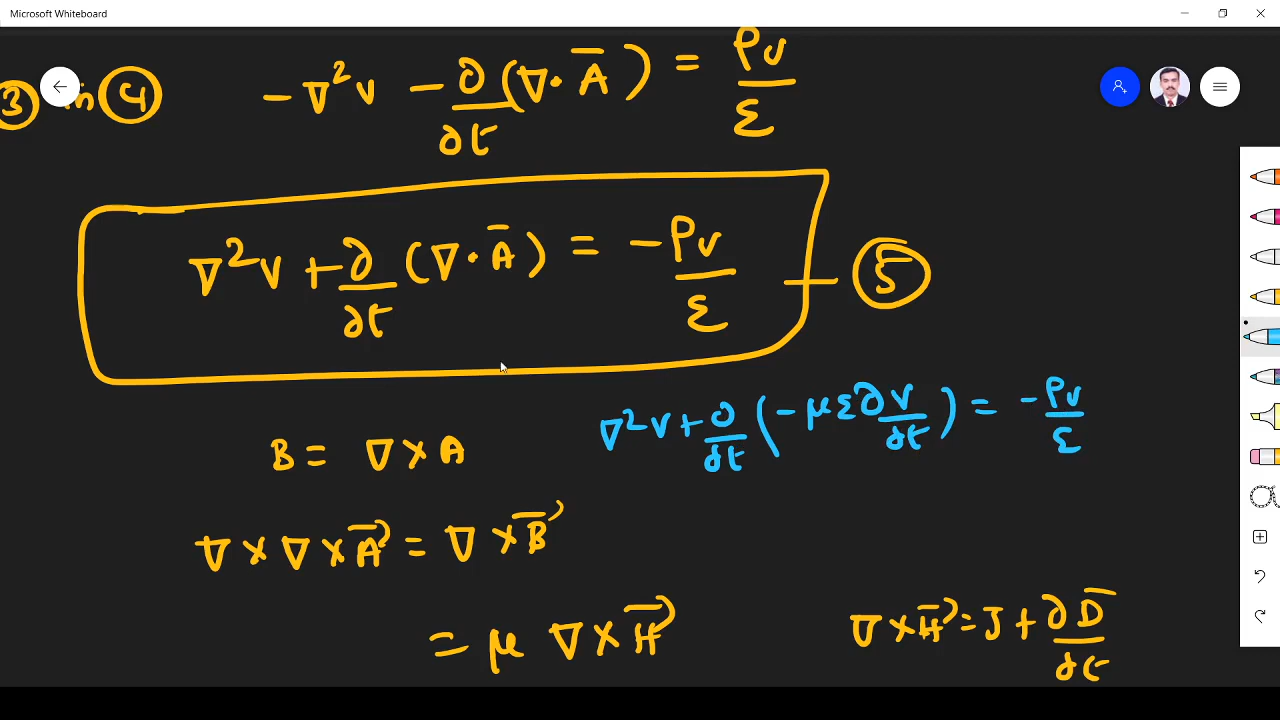 Microsoft Whiteboard
③ in ④ -∇²V - ∂/∂t (∇·A̅) = ρv/ε
∇²V + ∂/∂t (∇·A̅) = -ρv/ε — ⑤
∇²V + ∂/∂t (-με ∂V/∂t) = -ρv/ε
B = ∇×A
∇×∇×A⃗ = ∇×B⃗
= μ ∇×H⃗
∇×H⃗ = J + ∂D̅/∂t